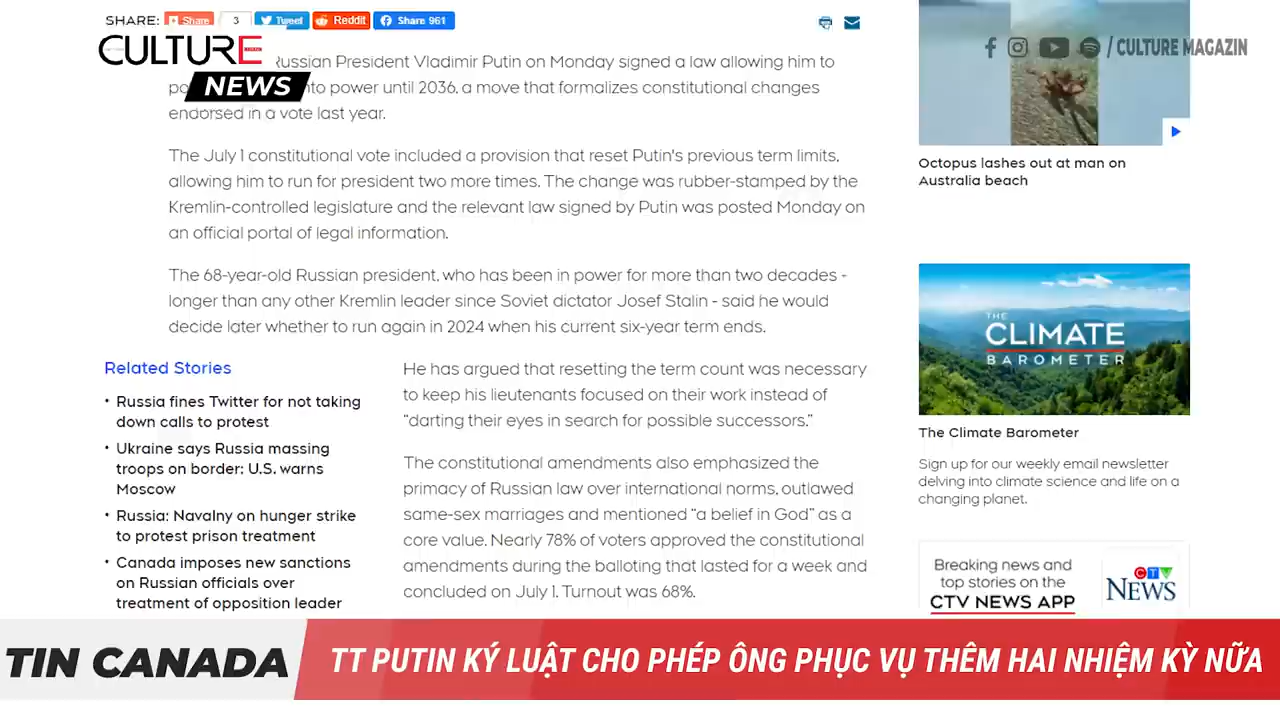 SHARE:
Share
3
Tweet
Reddit
Share 961
CULTURE
NEWS
/ CULTURE MAGAZIN
Russian President Vladimir Putin on Monday signed a law allowing him to
into power until 2036, a move that formalizes constitutional changes
endorsed in a vote last year.
The July 1 constitutional vote included a provision that reset Putin's previous term limits,
allowing him to run for president two more times. The change was rubber-stamped by the
Kremlin-controlled legislature and the relevant law signed by Putin was posted Monday on
an official portal of legal information.
The 68-year-old Russian president, who has been in power for more than two decades -
longer than any other Kremlin leader since Soviet dictator Josef Stalin - said he would
decide later whether to run again in 2024 when his current six-year term ends.
He has argued that resetting the term count was necessary
to keep his lieutenants focused on their work instead of
“darting their eyes in search for possible successors.”
The constitutional amendments also emphasized the
primacy of Russian law over international norms, outlawed
same-sex marriages and mentioned “a belief in God” as a
core value. Nearly 78% of voters approved the constitutional
amendments during the balloting that lasted for a week and
concluded on July 1. Turnout was 68%.
Related Stories
• Russia fines Twitter for not taking
down calls to protest
• Ukraine says Russia massing
troops on border; U.S. warns
Moscow
• Russia: Navalny on hunger strike
to protest prison treatment
• Canada imposes new sanctions
on Russian officials over
treatment of opposition leader
Octopus lashes out at man on
Australia beach
THE
CLIMATE
BAROMETER
The Climate Barometer
Sign up for our weekly email newsletter
delving into climate science and life on a
changing planet.
Breaking news and
top stories on the
CTV NEWS APP
CTV
NEWS
TIN CANADA
TT PUTIN KÝ LUẬT CHO PHÉP ÔNG PHỤC VỤ THÊM HAI NHIỆM KỲ NỮA